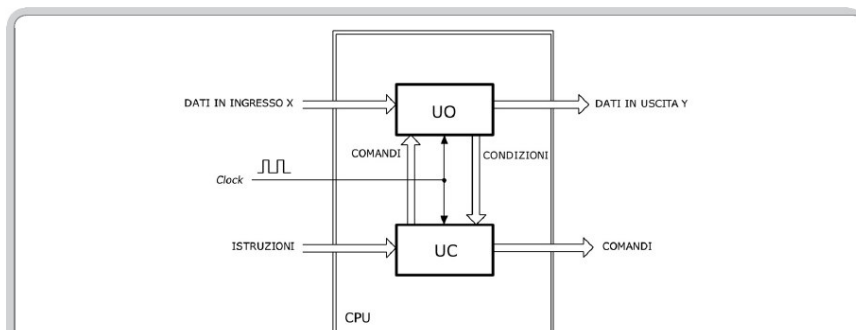 DATI IN INGRESSO X
UO
DATI IN USCITA Y
COMANDI
CONDIZIONI
Clock
ISTRUZIONI
UC
COMANDI
CPU